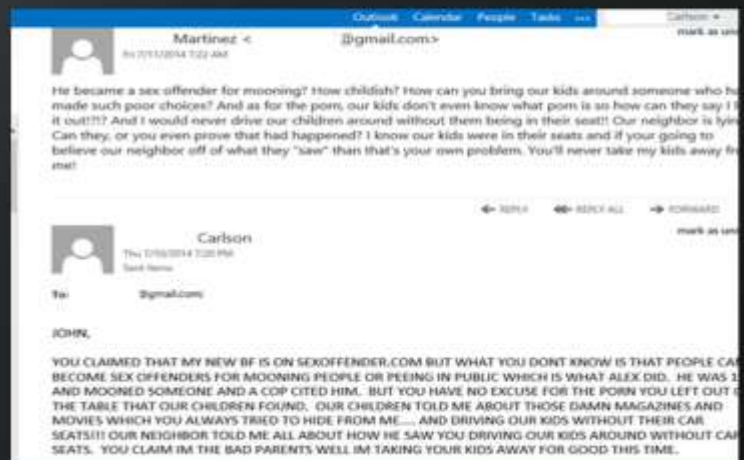 Outlook Calendar People Tasks ...
Carlson
mark as
Martinez <
@gmail.com>
Fri 7/11/2014 7:22 AM
He became a sex offender for mooning? How childish? How can you bring our kids around someone who
made such poor choices? And as for the porn, our kids don't even know what porn is so how can they say I
it out!?!? And I would never drive our children around without them being in their seat!! Our neighbor is
Can they, or you even prove that had happened? I know our kids were in their seats and if your going to
believe our neighbor off of what they "saw" than that's your own problem. You'll never take my kids away
me!
REPLY REPLY ALL FORWARD
mark as
Carlson
Thu 7/10/2014 7:20 PM
Sent Items
To: @gmail.com
JOHN,
YOU CLAIMED THAT MY NEW BF IS ON SEXOFFENDER.COM BUT WHAT YOU DONT KNOW IS THAT PEOPLE CAN
BECOME SEX OFFENDERS FOR MOONING PEOPLE OR PEEING IN PUBLIC WHICH IS WHAT ALEX DID. HE WAS
AND MOONED SOMEONE AND A COP CITED HIM. BUT YOU HAVE NO EXCUSE FOR THE PORN YOU LEFT OUT
THE TABLE THAT OUR CHILDREN FOUND. OUR CHILDREN TOLD ME ABOUT THOSE DAMN MAGAZINES AND
MOVIES WHICH YOU ALWAYS TRIED TO HIDE FROM ME.... AND DRIVING OUR KIDS WITHOUT THEIR CAR
SEATS!!! OUR NEIGHBOR TOLD ME ALL ABOUT HOW HE SAW YOU DRIVING OUR KIDS AROUND WITHOUT CAR
SEATS. YOU CLAIM IM THE BAD PARENTS WELL IM TAKING YOUR KIDS AWAY FOR GOOD THIS TIME.